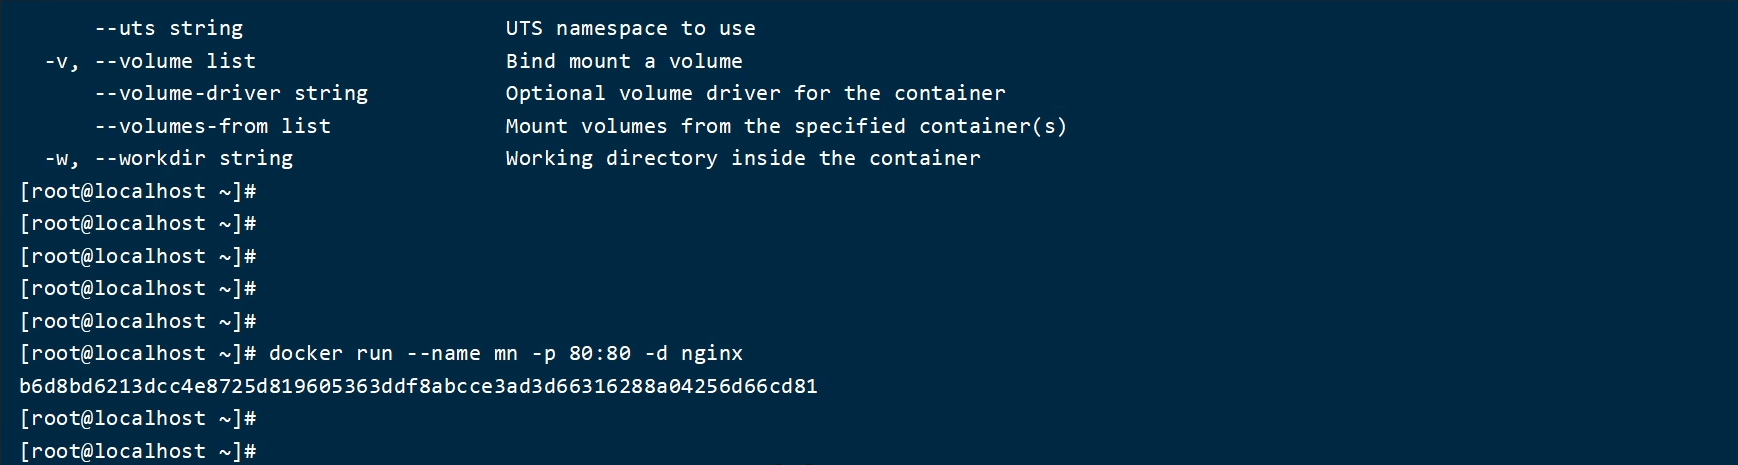 --uts string                     UTS namespace to use
-v, --volume list                    Bind mount a volume
--volume-driver string           Optional volume driver for the container
--volumes-from list              Mount volumes from the specified container(s)
-w, --workdir string                 Working directory inside the container
[root@localhost ~]#
[root@localhost ~]#
[root@localhost ~]#
[root@localhost ~]#
[root@localhost ~]#
[root@localhost ~]# docker run --name mn -p 80:80 -d nginx
b6d8bd6213dcc4e8725d819605363ddf8abcce3ad3d66316288a04256d66cd81
[root@localhost ~]#
[root@localhost ~]#